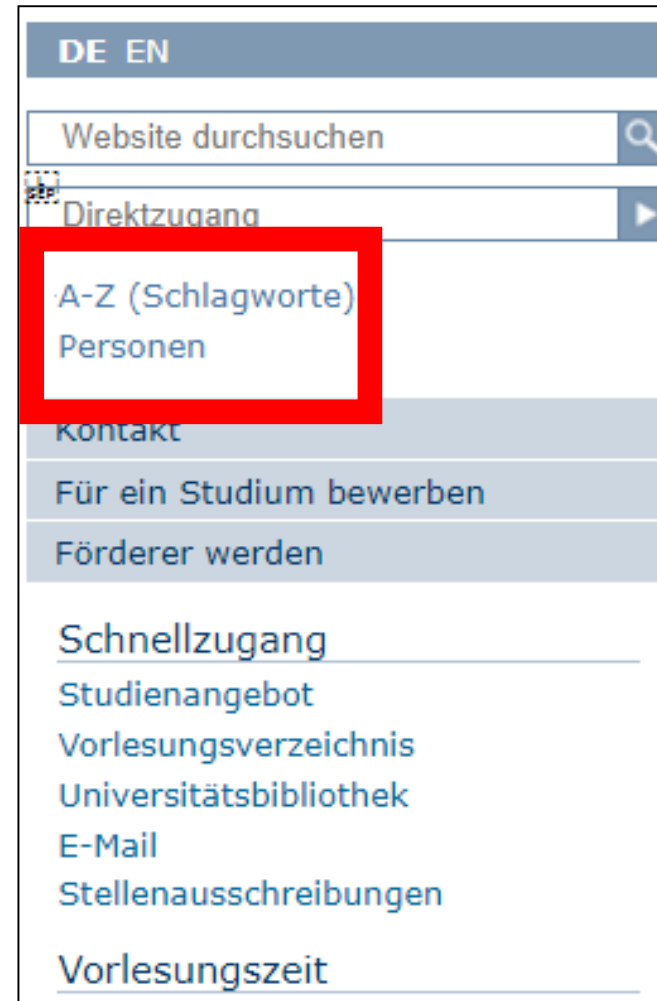 DE EN
Website durchsuchen
SEP
Direktzugang
A-Z (Schlagworte)
Personen
Kontakt
Für ein Studium bewerben
Förderer werden
Schnellzugang
Studienangebot
Vorlesungsverzeichnis
Universitätsbibliothek
E-Mail
Stellenausschreibungen
Vorlesungszeit